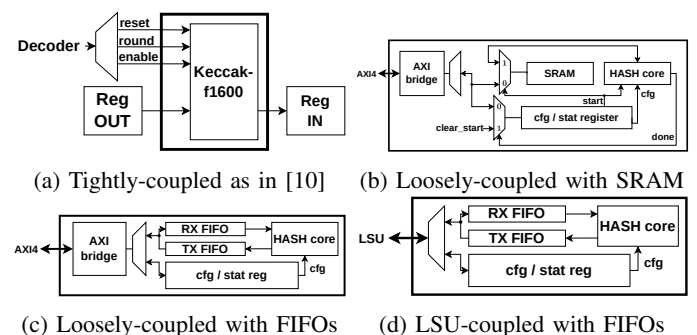 Decoder
reset
round
enable
Keccak-
f1600
Reg
OUT
Reg
IN
(a) Tightly-coupled as in [10]
AXI4
AXI
bridge
1
0
SRAM
HASH core
start
cfg
0
1
cfg / stat register
clear_start
done
(b) Loosely-coupled with SRAM
AXI4
AXI
bridge
RX FIFO
TX FIFO
HASH core
cfg / stat reg
cfg
(c) Loosely-coupled with FIFOs
LSU
RX FIFO
TX FIFO
HASH core
cfg / stat reg
cfg
(d) LSU-coupled with FIFOs